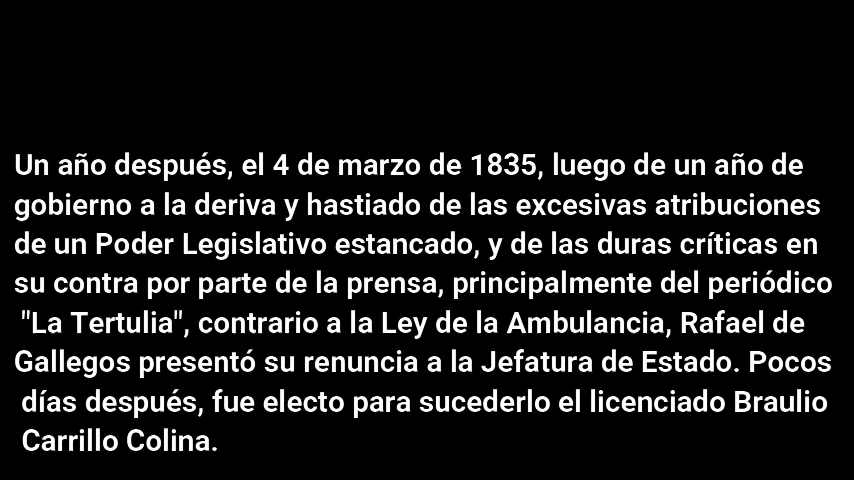 Un año después, el 4 de marzo de 1835, luego de un año de
gobierno a la deriva y hastiado de las excesivas atribuciones
de un Poder Legislativo estancado, y de las duras críticas en
su contra por parte de la prensa, principalmente del periódico
"La Tertulia", contrario a la Ley de la Ambulancia, Rafael de
Gallegos presentó su renuncia a la Jefatura de Estado. Pocos
días después, fue electo para sucederlo el licenciado Braulio
Carrillo Colina.